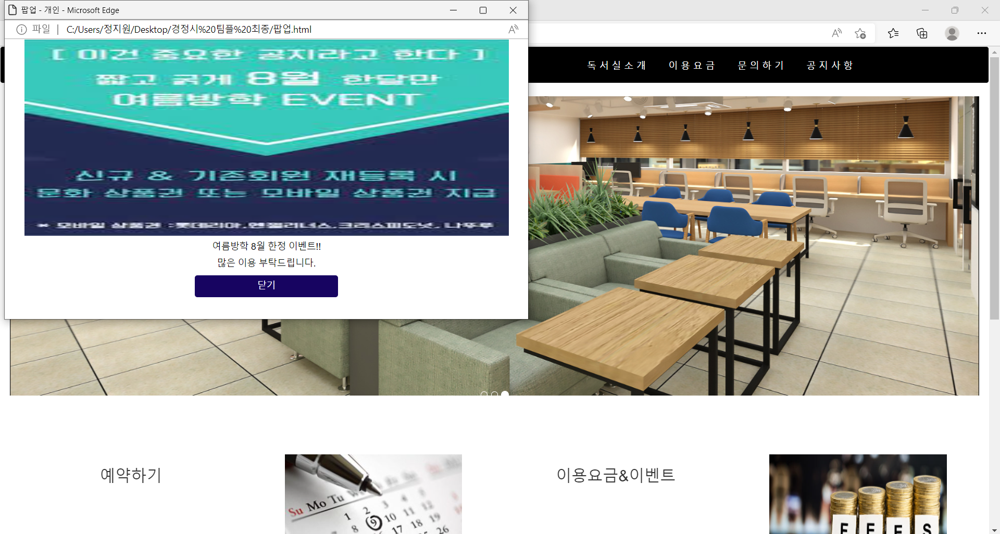 팝업 - 개인 - Microsoft Edge
파일 | C:/Users/정지원/Desktop/경정시%20팀플%20최종/팝업.html
[ 이건 중요한 공지라고 한다 ]
짧고 굵게 8월 한달만
여름방학 EVENT
신규 & 기존회원 재등록 시
문화 상품권 또는 모바일 상품권 지급
* 모바일 상품권 :롯데리아,엔젤리너스,크리스피도넛, 나뚜루
여름방학 8월 한정 이벤트!!
많은 이용 부탁드립니다.
닫기
독서실소개 이용요금 문의하기 공지사항
예약하기
Su Mo Tu We
1 2 3 4 5
7 8 9 10 11 12
17 18 19
26
이용요금&이벤트
F E E S